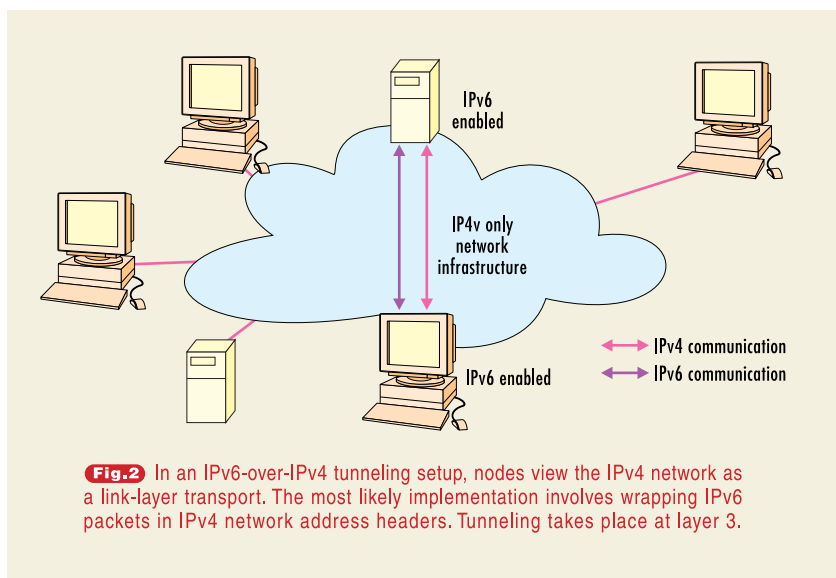 IPv6
enabled
IP4v only
network
infrastructure
IPv6 enabled
IPv4 communication
IPv6 communication
Fig.2 In an IPv6-over-IPv4 tunneling setup, nodes view the IPv4 network as
a link-layer transport. The most likely implementation involves wrapping IPv6
packets in IPv4 network address headers. Tunneling takes place at layer 3.